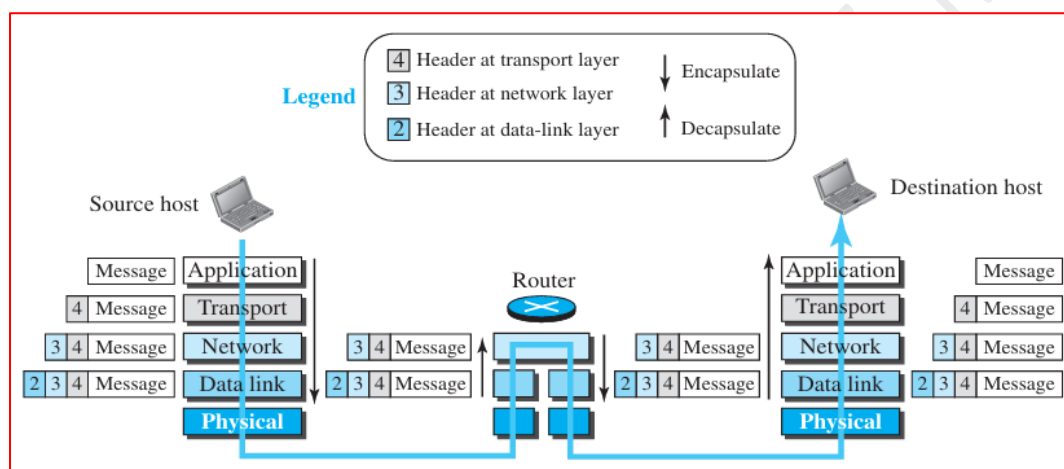 4 Header at transport layer
Encapsulate
Legend
3 Header at network layer
2 Header at data-link layer
Decapsulate
Source host
Destination host
Message Application
Router
Application Message
4 Message Transport
Transport 4 Message
3 4 Message Network
3 4 Message
3 4 Message
Network 3 4 Message
2 3 4 Message Data link
2 3 4 Message
2 3 4 Message
Data link 2 3 4 Message
Physical
Physical